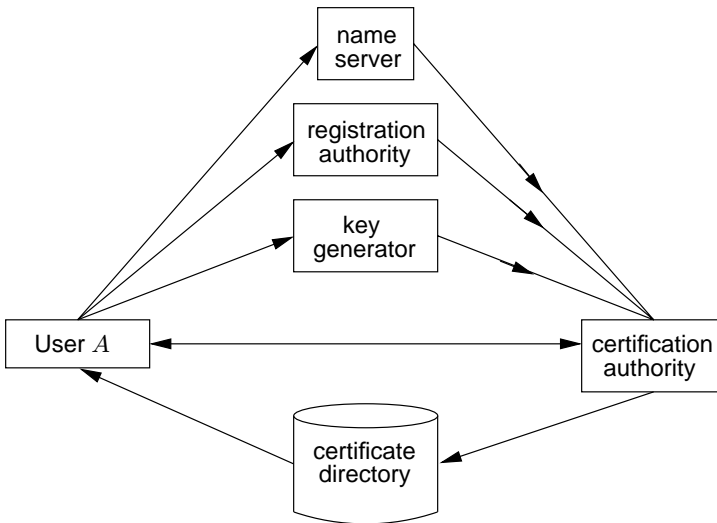 name
server
registration
authority
key
generator
User A
certification
authority
certificate
directory